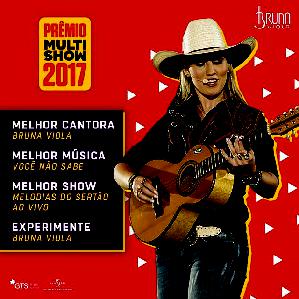 PRÊMIO
MULTI
SHOW
2017
BRUNA
VIOLA
MELHOR CANTORA
BRUNA VIOLA
MELHOR MÚSICA
VOCÊ NÃO SABE
MELHOR SHOW
MELODIAS DO SERTÃO
AO VIVO
EXPERIMENTE
BRUNA VIOLA
GTS